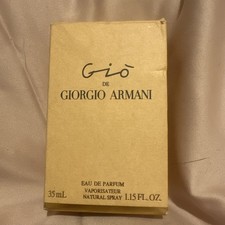 Giò
DE
GIORGIO ARMANI
EAU DE PARFUM
VAPORISATEUR
35 mL NATURAL SPRAY 1.15 FL. OZ.